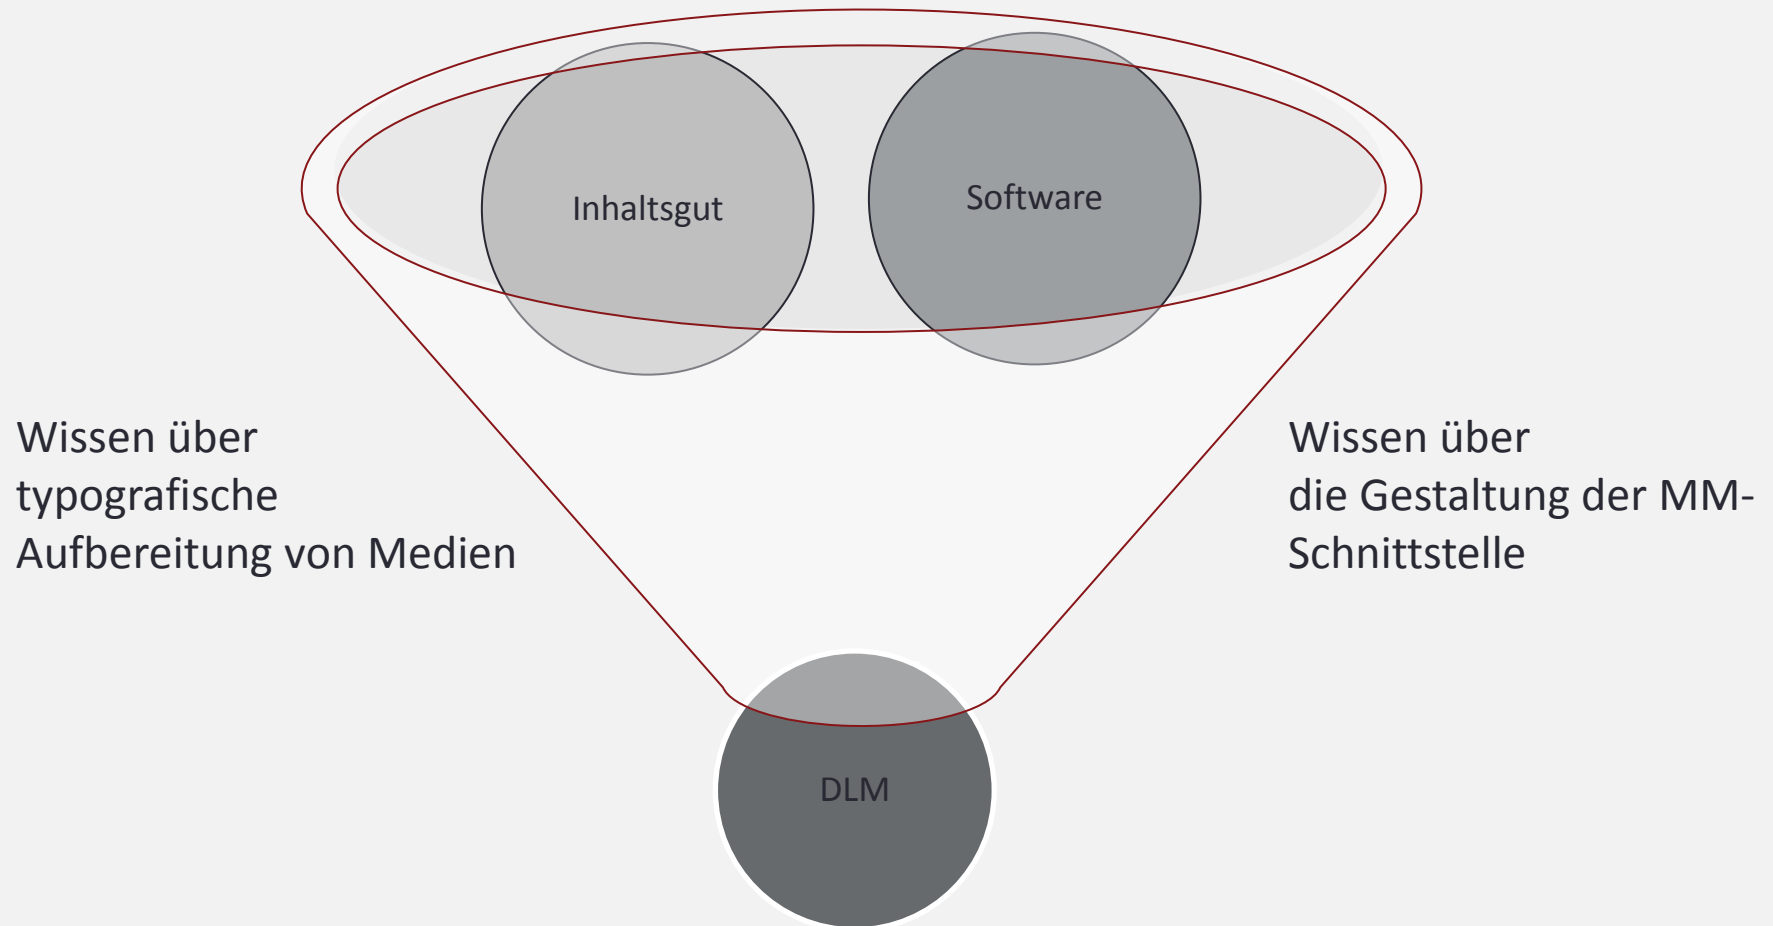 Inhaltsgut
Software
Wissen über
typografische
Aufbereitung von Medien
Wissen über
die Gestaltung der MM-
Schnittstelle
DLM